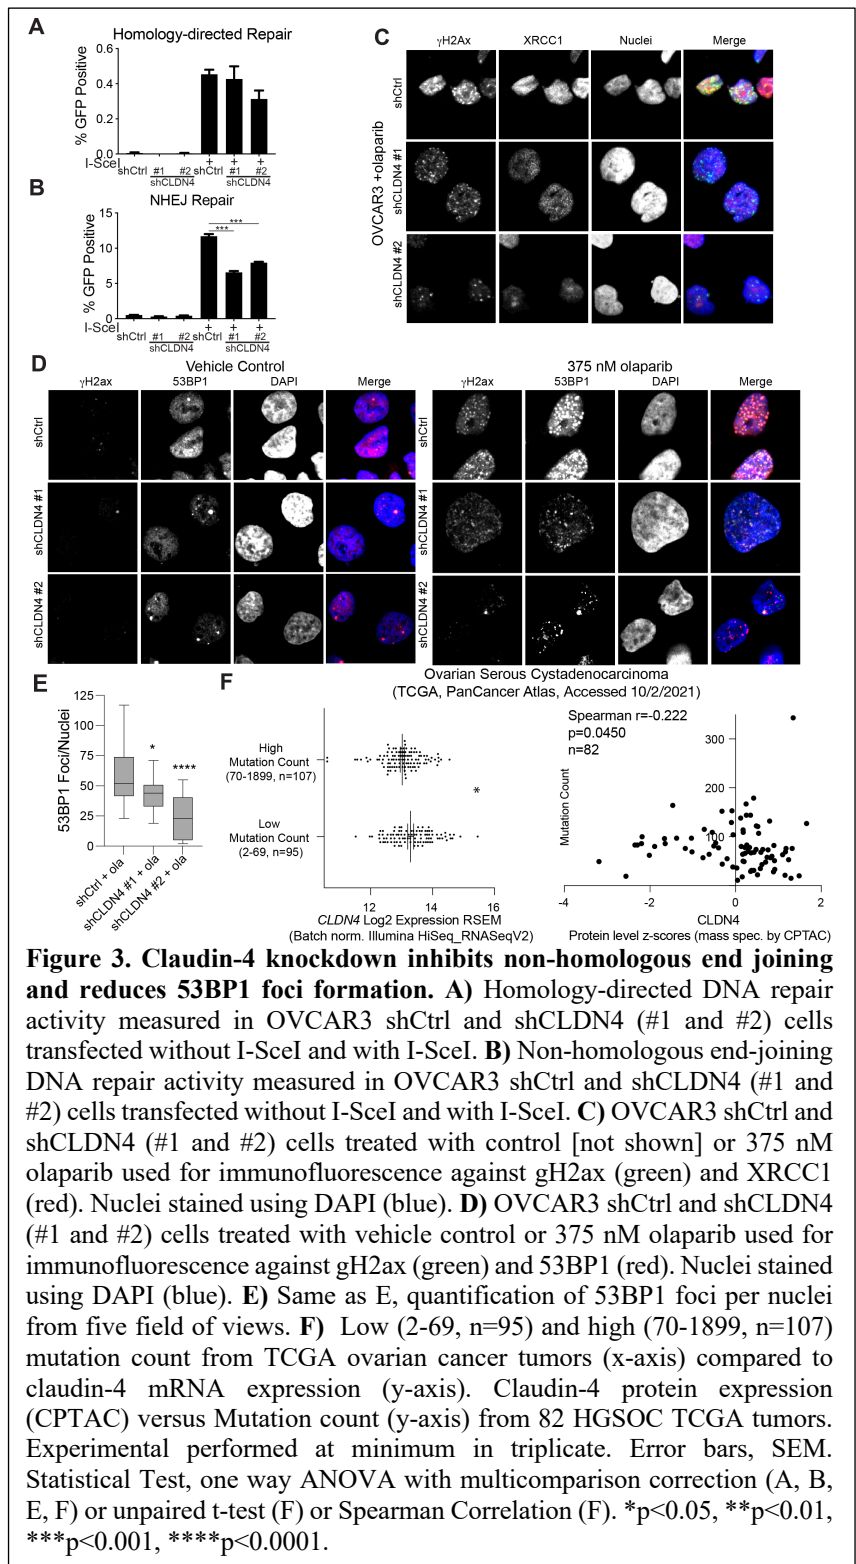 A
Homology-directed Repair
% GFP Positive
0.6
0.4
0.2
0.0
I-SceI
+ + +
shCtrl #1 #2 shCtrl #1 #2
shCLDN4 shCLDN4
B
NHEJ Repair
% GFP Positive
15
10
5
0
***
***
I-SceI
+ + +
shCtrl #1 #2 shCtrl #1 #2
shCLDN4 shCLDN4
C
γH2Ax XRCC1 Nuclei Merge
OVCAR3 +olaparib
shCtrl
shCLDN4 #1
shCLDN4 #2
D
Vehicle Control
γH2ax 53BP1 DAPI Merge
shCtrl
shCLDN4 #1
shCLDN4 #2
375 nM olaparib
γH2ax 53BP1 DAPI Merge
shCtrl
shCLDN4 #1
shCLDN4 #2
E
53BP1 Foci/Nuclei
125
100
75
50
25
0
*
****
shCtrl + ola
shCLDN4 #1 + ola
shCLDN4 #2 + ola
F
Ovarian Serous Cystadenocarcinoma
(TCGA, PanCancer Atlas, Accessed 10/2/2021)
High
Mutation Count
(70-1899, n=107)
*
Low
Mutation Count
(2-69, n=95)
12 14 16
CLDN4 Log2 Expression RSEM
(Batch norm. Illumina HiSeq_RNASeqV2)
Spearman r=-0.222
p=0.0450
n=82
Mutation Count
300
200
100
-4 -2 0 2
CLDN4
Protein level z-scores (mass spec. by CPTAC)
Figure 3. Claudin-4 knockdown inhibits non-homologous end joining
and reduces 53BP1 foci formation. A) Homology-directed DNA repair
activity measured in OVCAR3 shCtrl and shCLDN4 (#1 and #2) cells
transfected without I-SceI and with I-SceI. B) Non-homologous end-joining
DNA repair activity measured in OVCAR3 shCtrl and shCLDN4 (#1 and
#2) cells transfected without I-SceI and with I-SceI. C) OVCAR3 shCtrl and
shCLDN4 (#1 and #2) cells treated with control [not shown] or 375 nM
olaparib used for immunofluorescence against gH2ax (green) and XRCC1
(red). Nuclei stained using DAPI (blue). D) OVCAR3 shCtrl and shCLDN4
(#1 and #2) cells treated with vehicle control or 375 nM olaparib used for
immunofluorescence against gH2ax (green) and 53BP1 (red). Nuclei stained
using DAPI (blue). E) Same as E, quantification of 53BP1 foci per nuclei
from five field of views. F) Low (2-69, n=95) and high (70-1899, n=107)
mutation count from TCGA ovarian cancer tumors (x-axis) compared to
claudin-4 mRNA expression (y-axis). Claudin-4 protein expression
(CPTAC) versus Mutation count (y-axis) from 82 HGSOC TCGA tumors.
Experimental performed at minimum in triplicate. Error bars, SEM.
Statistical Test, one way ANOVA with multicomparison correction (A, B,
E, F) or unpaired t-test (F) or Spearman Correlation (F). *p<0.05, **p<0.01,
***p<0.001, ****p<0.0001.